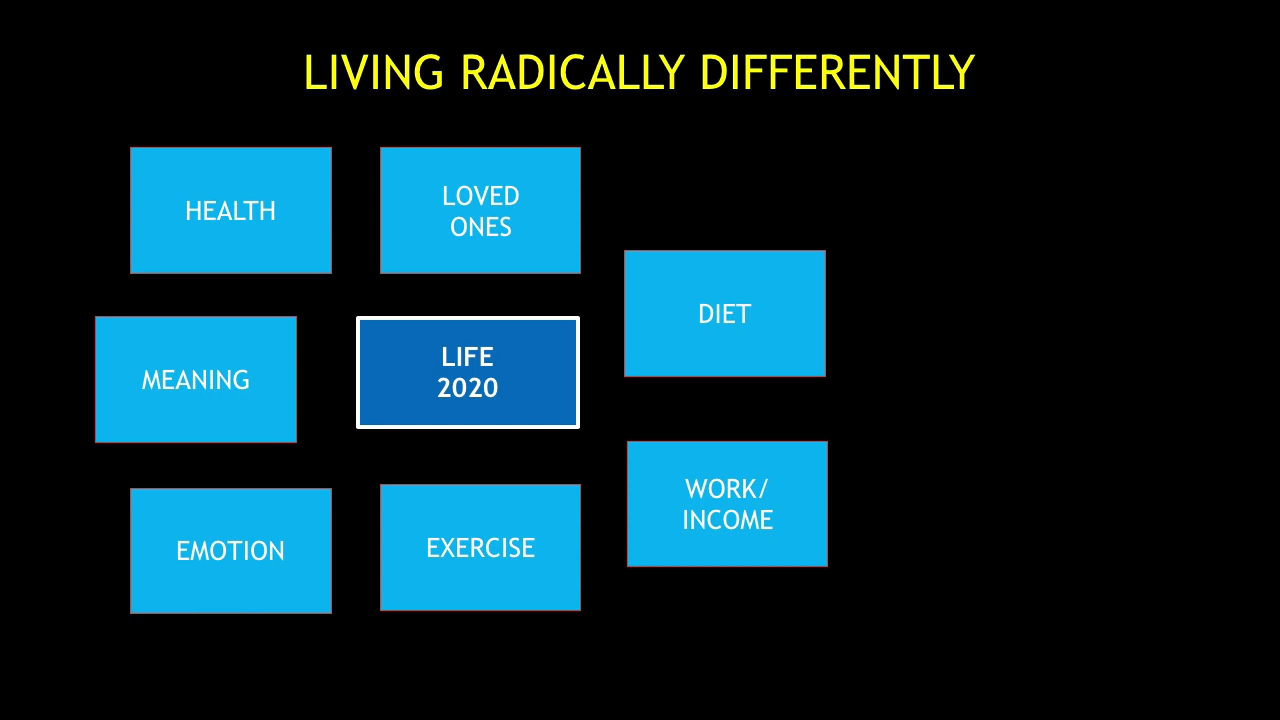 LIVING RADICALLY DIFFERENTLY
HEALTH
LOVED
ONES
DIET
MEANING
LIFE
2020
WORK/
INCOME
EMOTION
EXERCISE